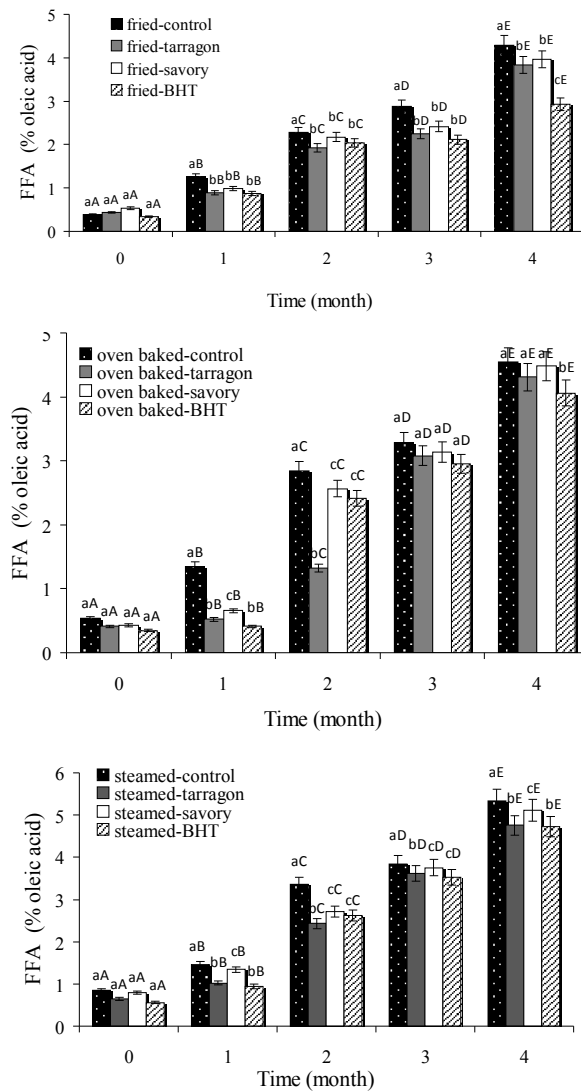 5
4
3
2
1
0
FFA (% oleic acid)
fried-control
fried-tarragon
fried-savory
fried-BHT
aA aA aA aA
aB bB bB bB
aC bC bC bC
aD bD bD bD
aE bE bE cE
0 1 2 3 4
Time (month)
5
4
3
2
1
0
FFA (% oleic acid)
oven baked-control
oven baked-tarragon
oven baked-savory
oven baked-BHT
aA aA aA aA
aB bB cB bB
aC bC cC cC
aD aD aD aD
aE aE aE bE
0 1 2 3 4
Time (month)
6
5
4
3
2
1
0
FFA (% oleic acid)
steamed-control
steamed-tarragon
steamed-savory
steamed-BHT
aA aA aA aA
aB bB cB bB
aC bC cC cC
aD bD cD cD
aE bE cE bE
0 1 2 3 4
Time (month)